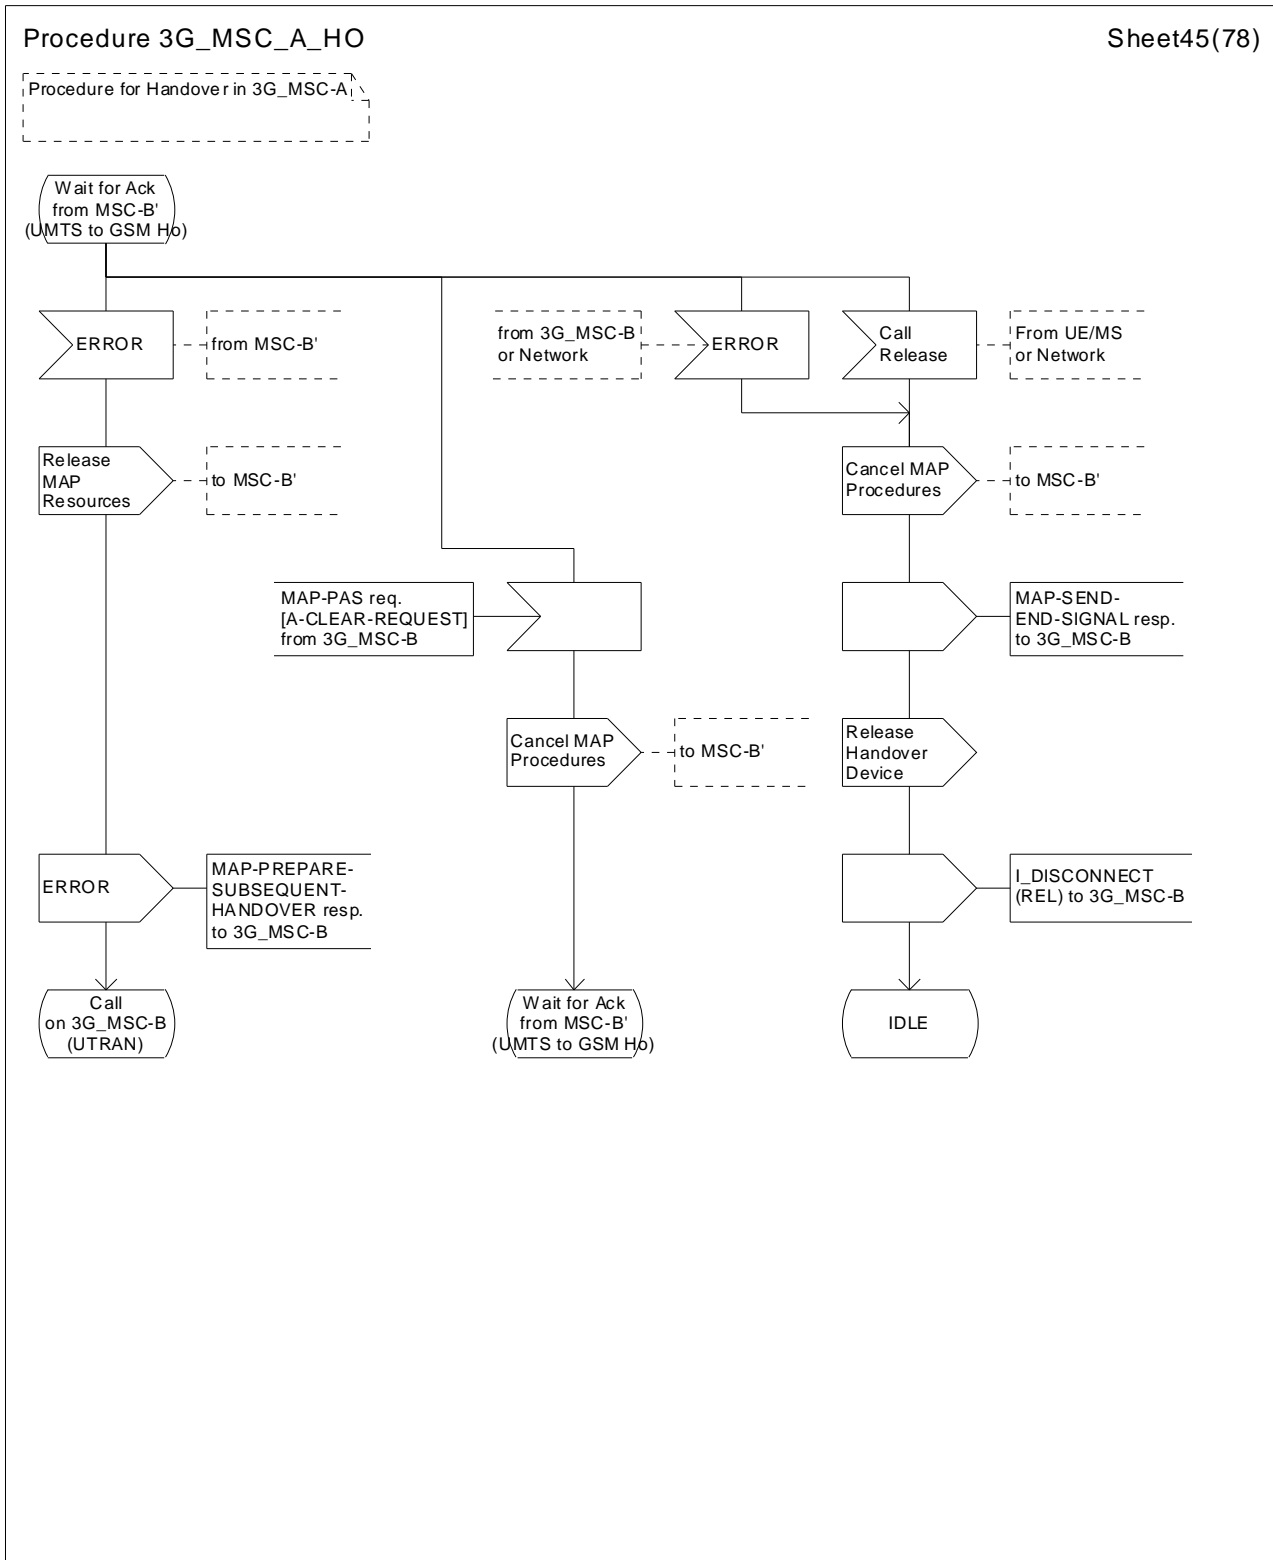 Procedure 3G_MSC_A_HO
Sheet45(78)
Procedure for Handover in 3G_MSC-A
Wait for Ack
from MSC-B'
(UMTS to GSM Ho)
ERROR
from MSC-B'
from 3G_MSC-B
or Network
ERROR
Call
Release
From UE/MS
or Network
Release
MAP
Resources
to MSC-B'
Cancel MAP
Procedures
to MSC-B'
MAP-PAS req.
[A-CLEAR-REQUEST]
from 3G_MSC-B
MAP-SEND-
END-SIGNAL resp.
to 3G_MSC-B
Cancel MAP
Procedures
to MSC-B'
Release
Handover
Device
ERROR
MAP-PREPARE-
SUBSEQUENT-
HANDOVER resp.
to 3G_MSC-B
I_DISCONNECT
(REL) to 3G_MSC-B
Call
on 3G_MSC-B
(UTRAN)
Wait for Ack
from MSC-B'
(UMTS to GSM Ho)
IDLE